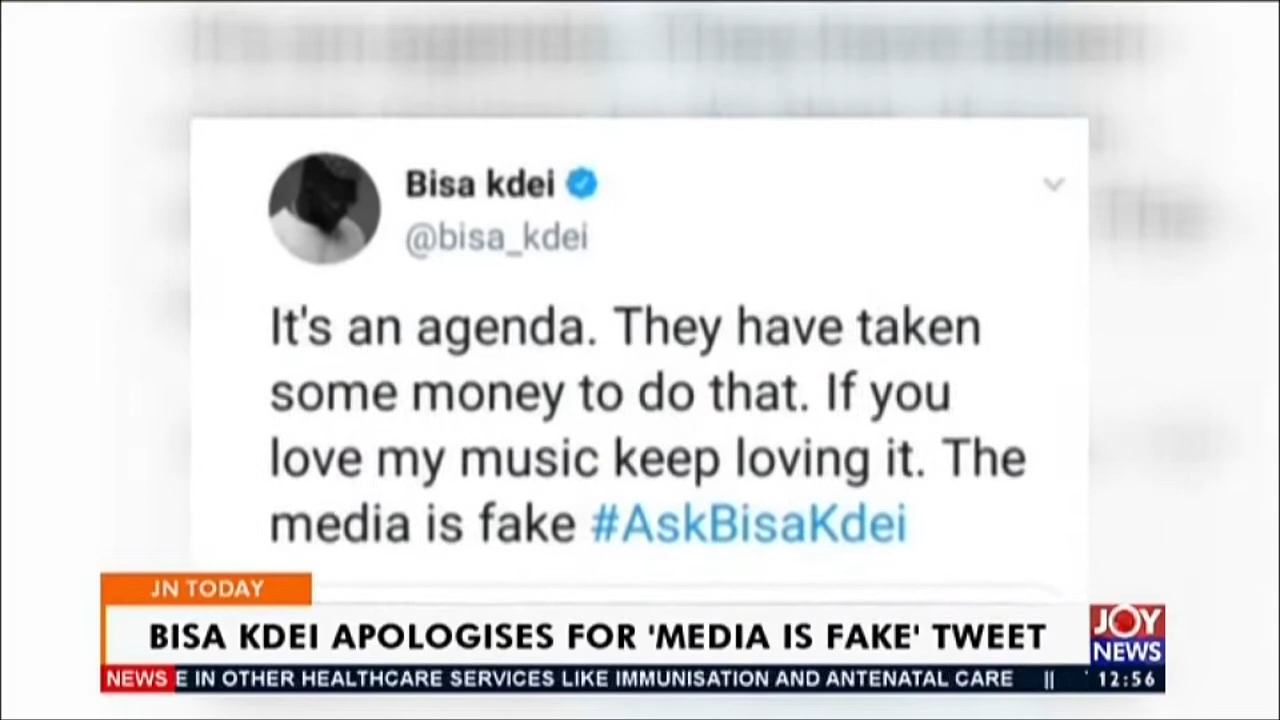 Bisa kdei
@bisa_kdei
It's an agenda. They have taken
some money to do that. If you
love my music keep loving it. The
media is fake #AskBisaKdei
JN TODAY
BISA KDEI APOLOGISES FOR 'MEDIA IS FAKE' TWEET
JOY
NEWS
NEWS E IN OTHER HEALTHCARE SERVICES LIKE IMMUNISATION AND ANTENATAL CARE || 12:56